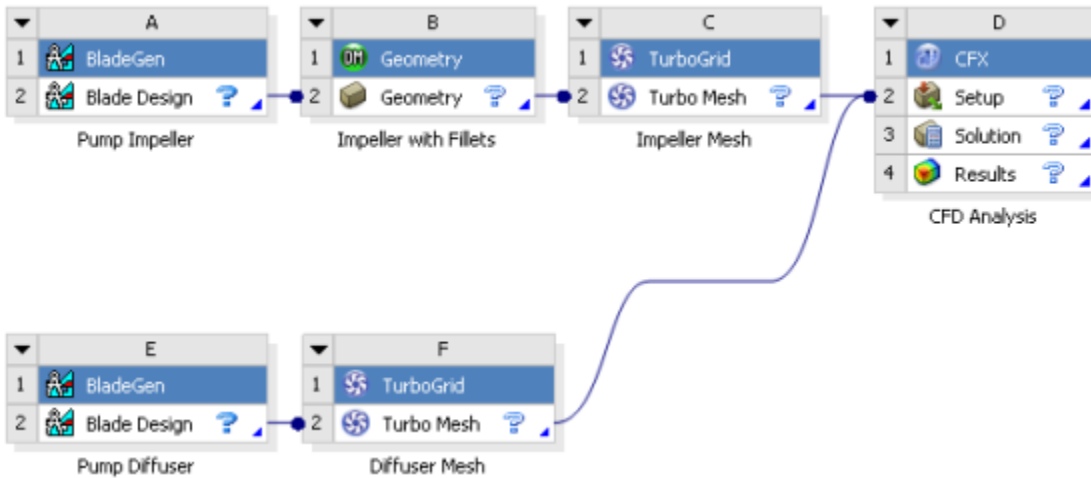 A
1 BladeGen
2 Blade Design ?
Pump Impeller
B
1 DM Geometry
2 Geometry ?
Impeller with Fillets
C
1 TurboGrid
2 Turbo Mesh ?
Impeller Mesh
D
1 CFX
2 Setup ?
3 Solution ?
4 Results ?
CFD Analysis
E
1 BladeGen
2 Blade Design ?
Pump Diffuser
F
1 TurboGrid
2 Turbo Mesh ?
Diffuser Mesh